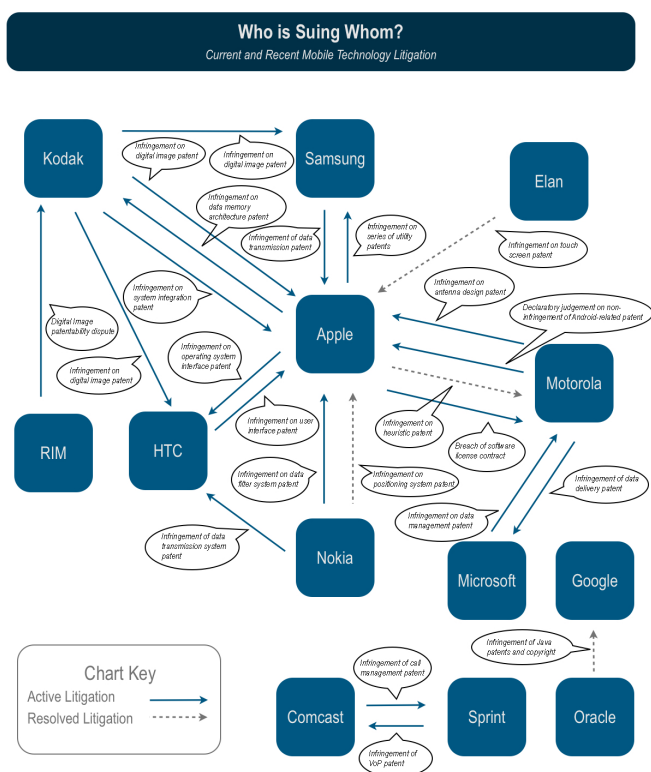 Who is Suing Whom?
Current and Recent Mobile Technology Litigation
Kodak
Infringement on
digital image patent
Infringement on
digital image patent
Samsung
Elan
Infringement on
data memory
architecture patent
Infringement of data
transmission patent
Infringement on
series of utility
patents
Infringement on touch
screen patent
Infringement on
system integration
patent
Infringement on
antenna design patent
Declaratory judgement on non-
infringement of Android-related patent
Digital Image
patentability dispute
Infringement on
operating system
interface patent
Apple
Motorola
Infringement on
digital image patent
Infringement on user
interface patent
Infringement on
heuristic patent
Breach of software
license contract
RIM
HTC
Infringement on data
filter system patent
Infringement on
positioning system patent
Infringement of data
delivery patent
Infringement on data
management patent
Infringement of data
transmission system
patent
Nokia
Microsoft
Google
Infringement of Java
patents and copyright
Chart Key
Active Litigation
Resolved Litigation
Infringement of call
management patent
Comcast
Sprint
Oracle
Infringement of
VoP patent